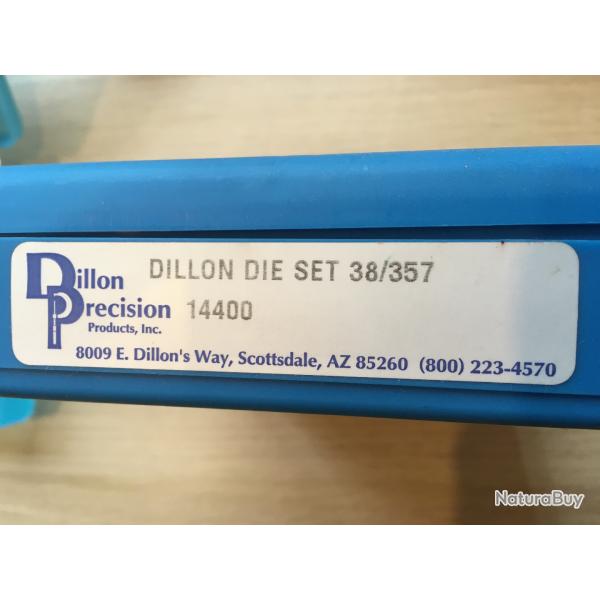 Dillon
Precision
Products, Inc.
DILLON DIE SET 38/357
14400
8009 E. Dillon's Way, Scottsdale, AZ 85260 (800) 223-4570
NaturaBuy